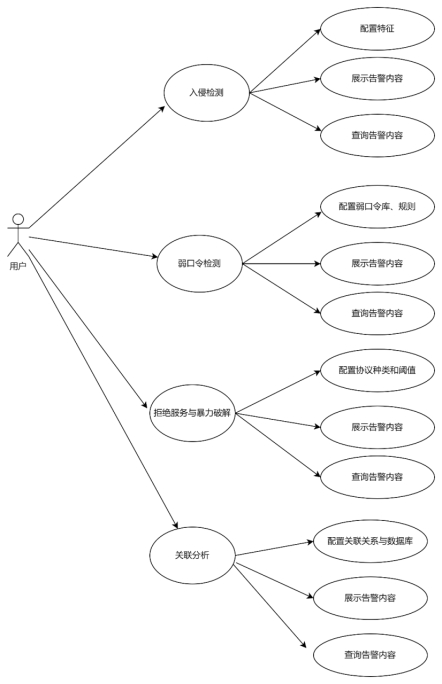 配置特征
入侵检测
展示告警内容
查询告警内容
用户
配置弱口令库、规则
弱口令检测
展示告警内容
查询告警内容
配置协议种类和阈值
拒绝服务与暴力破解
展示告警内容
查询告警内容
配置关联关系与数据库
关联分析
展示告警内容
查询告警内容